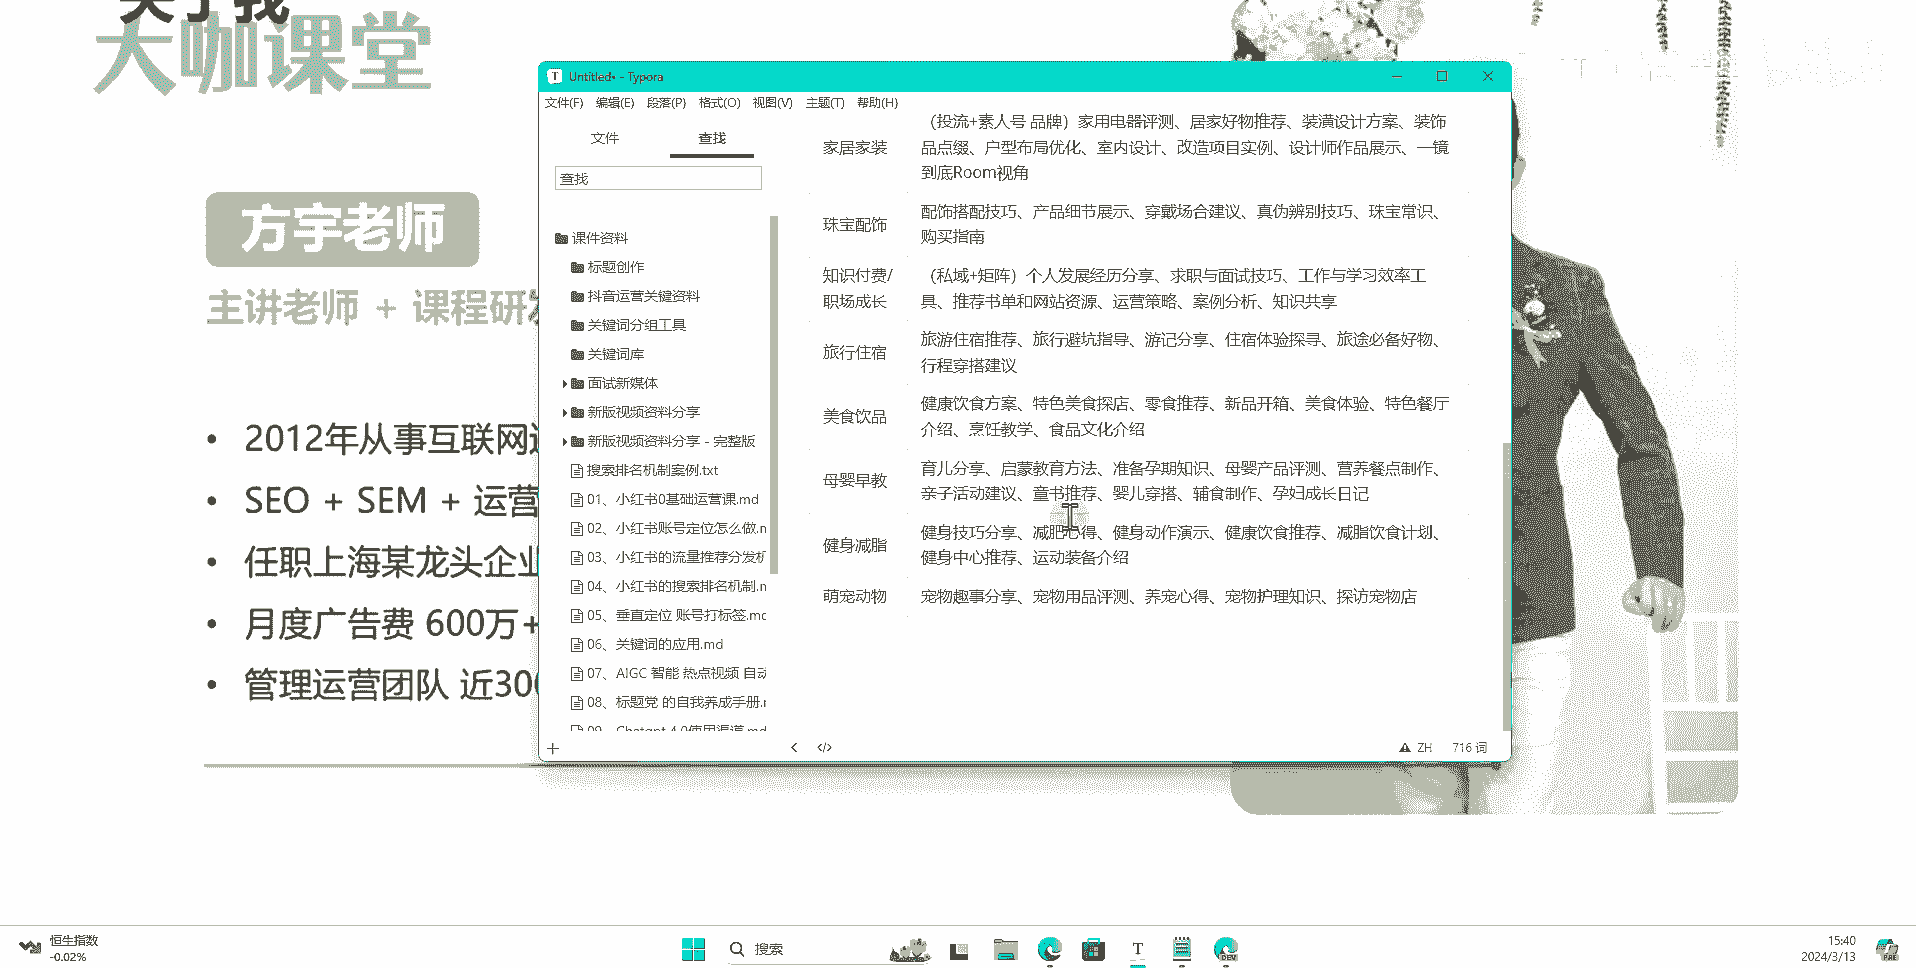 关于我
大咖课堂
方宇老师
主讲老师 + 课程研
• 2012年从事互联网
• SEO + SEM + 运营
• 任职上海某龙头企业
• 月度广告费 600万+
• 管理运营团队 近300
Untitled• - Typora
文件(F) 编辑(E) 段落(P) 格式(O) 视图(V) 主题(T) 帮助(H)
文件 查找
查找
课件资料
标题创作
抖音运营关键资料
关键词分组工具
关键词库
面试新媒体
新版视频资料分享
新版视频资料分享 - 完整版
搜索排名机制案例.txt
01、小红书0基础运营课.md
02、小红书账号定位怎么做.m
03、小红书的流量推荐分发机
04、小红书的搜索排名机制.m
05、垂直定位 账号打标签.md
06、关键词的应用.md
07、AIGC 智能 热点视频 自动
08、标题党 的自我养成手册.m
09、Chatgpt 4.0使用渠道.md
家居家装
（投流+素人号 品牌）家用电器评测、居家好物推荐、装潢设计方案、装饰
品点缀、户型布局优化、室内设计、改造项目实例、设计师作品展示、一镜
到底Room视角
珠宝配饰
配饰搭配技巧、产品细节展示、穿戴场合建议、真伪辨别技巧、珠宝常识、
购买指南
知识付费/
职场成长
（私域+矩阵）个人发展经历分享、求职与面试技巧、工作与学习效率工
具、推荐书单和网站资源、运营策略、案例分析、知识共享
旅行住宿
旅游住宿推荐、旅行避坑指导、游记分享、住宿体验探寻、旅途必备好物、
行程穿搭建议
美食饮品
健康饮食方案、特色美食探店、零食推荐、新品开箱、美食体验、特色餐厅
介绍、烹饪教学、食品文化介绍
母婴早教
育儿分享、启蒙教育方法、准备孕期知识、母婴产品评测、营养餐点制作、
亲子活动建议、童书推荐、婴儿穿搭、辅食制作、孕妇成长日记
健身减脂
健身技巧分享、减肥心得、健身动作演示、健康饮食推荐、减脂饮食计划、
健身中心推荐、运动装备介绍
萌宠动物
宠物趣事分享、宠物用品评测、养宠心得、宠物护理知识、探访宠物店
ZH 716 词
恒生指数
-0.02%
搜索
DEV
15:40
2024/3/13
PRE